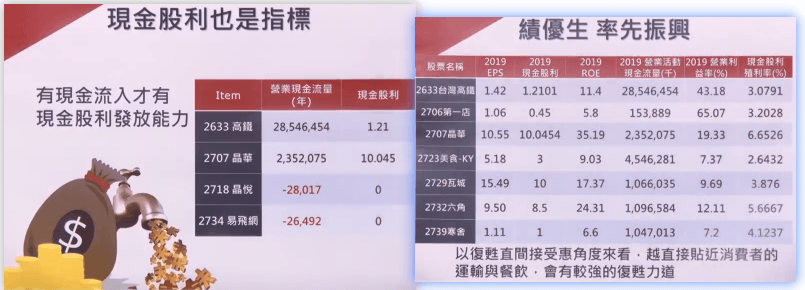 現金股利也是指標
有現金流入才有
現金股利發放能力
Item 營業現金流量(年) 現金股利
2633 高鐵 28,546,454 1.21
2707 晶華 2,352,075 10.045
2718 晶悅 -28,017 0
2734 易飛網 -26,492 0
$
績優生 率先振興
股票名稱 2019 EPS 2019 現金股利 2019 ROE 2019 營業活動現金流量(千) 2019 營業利益率(%) 現金股利殖利率(%)
2633台灣高鐵 1.42 1.2101 11.4 28,546,454 43.18 3.0791
2706第一店 1.06 0.45 5.8 153,889 65.07 3.2028
2707晶華 10.55 10.0454 35.19 2,352,075 19.33 6.6526
2723美食-KY 5.18 3 9.03 4,546,281 7.37 2.6432
2729瓦城 15.49 10 17.37 1,066,035 9.69 3.876
2732六角 9.50 8.5 24.31 1,096,584 12.11 5.6667
2739寒舍 1.11 1 6.6 1,047,013 7.2 4.1237
以復甦直間接受惠角度來看，越直接貼近消費者的
運輸與餐飲，會有較強的復甦力道